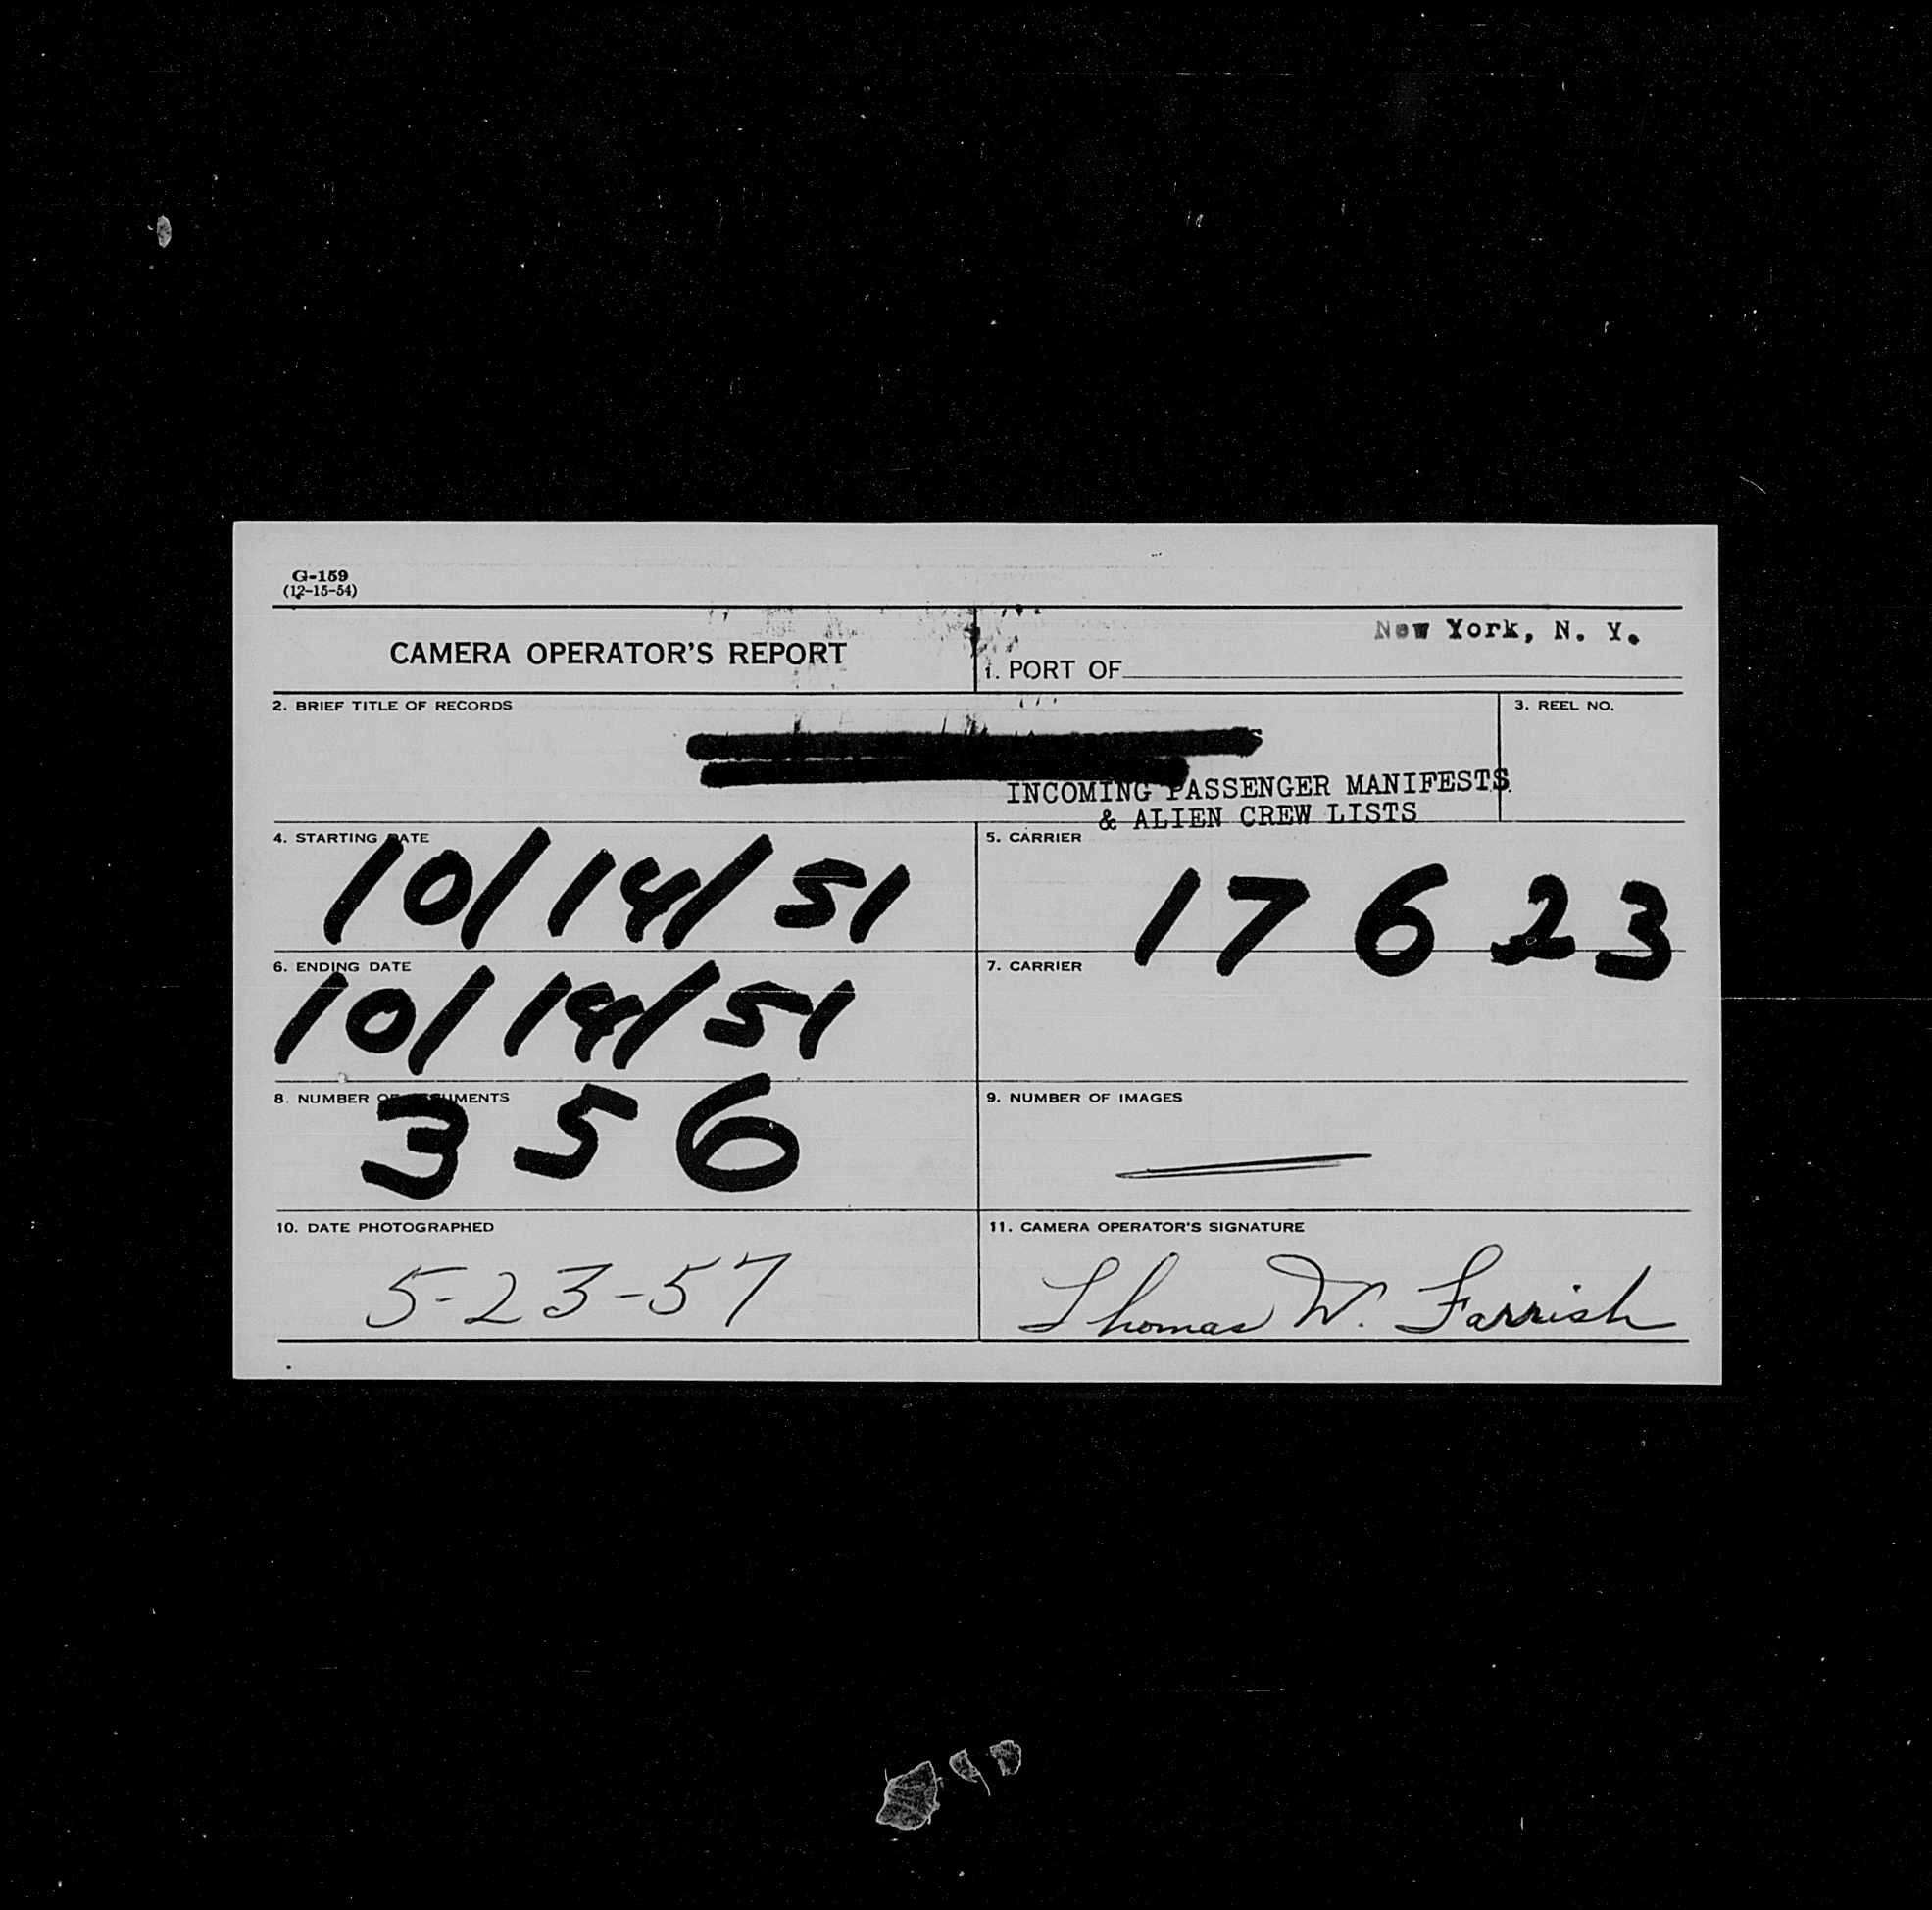 G-159
(12-15-54)
CAMERA OPERATOR'S REPORT
1. PORT OF New York, N. Y.
2. BRIEF TITLE OF RECORDS
3. REEL NO.
INCOMING PASSENGER MANIFESTS
& ALIEN CREW LISTS
4. STARTING DATE
10/14/51
5. CARRIER
17623
6. ENDING DATE
10/14/51
7. CARRIER
8. NUMBER OF DOCUMENTS
356
9. NUMBER OF IMAGES
10. DATE PHOTOGRAPHED
5-23-57
11. CAMERA OPERATOR'S SIGNATURE
Thomas W. Farrish